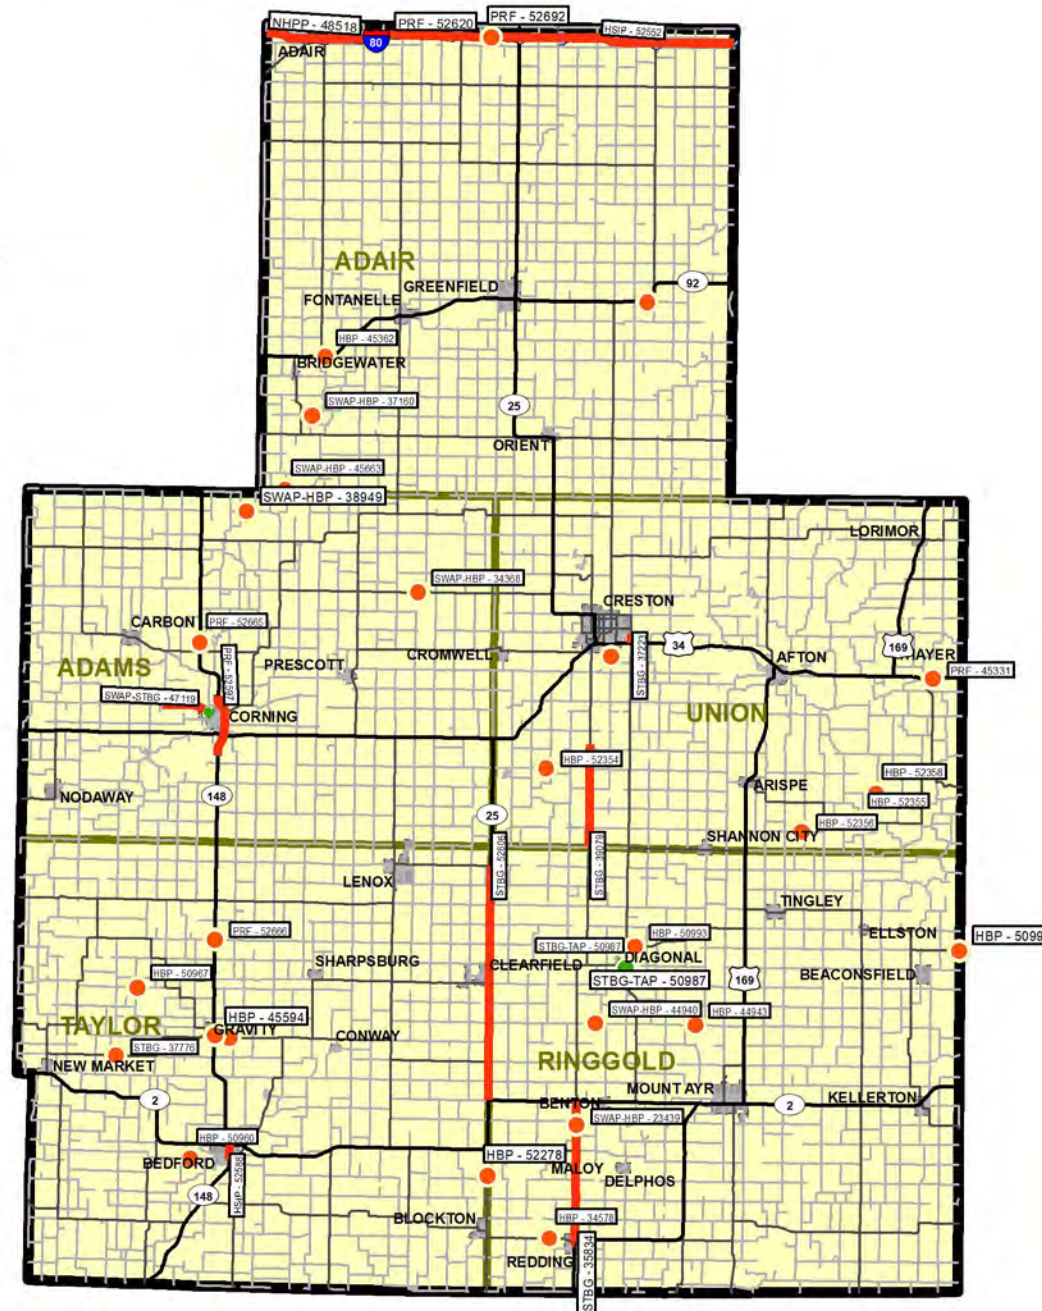 NHPP - 48518
PRF - 52620
PRF - 52692
HSIP - 52552
80
ADAIR
ADAIR
92
GREENFIELD
FONTANELLE
HBP - 45362
BRIDGEWATER
SWAP-HBP - 37160
25
ORIENT
SWAP-HBP - 45663
SWAP-HBP - 38949
LORIMOR
SWAP-HBP - 34368
CRESTON
CARBON
PRF - 52665
STBG - 37223
34
169
THAYER
AFTON
PRF - 45331
ADAMS
PRESCOTT
CROMWELL
PRF - 52597
SWAP-STBG - 47119
CORNING
UNION
HBP - 52354
HBP - 52358
ARISPE
NODAWAY
148
HBP - 52355
25
HBP - 52356
SHANNON CITY
STBG - 52606
STBG - 39079
LENOX
TINGLEY
PRF - 52666
HBP - 50993
ELLSTON
HBP - 5099
STBG-TAP - 50987
DIAGONAL
SHARPSBURG
CLEARFIELD
HBP - 50967
STBG-TAP - 50987
169
BEACONSFIELD
HBP - 45594
SWAP-HBP - 44940
HBP - 44943
TAYLOR
GRAVITY
CONWAY
STBG - 37776
NEW MARKET
RINGGOLD
MOUNT AYR
2
BENTON
2
KELLERTON
SWAP-HBP - 23439
HBP - 50960
HBP - 52278
BEDFORD
HSIP - 52588
MALOY
DELPHOS
148
BLOCKTON
HBP - 34578
REDDING
STBG - 35834